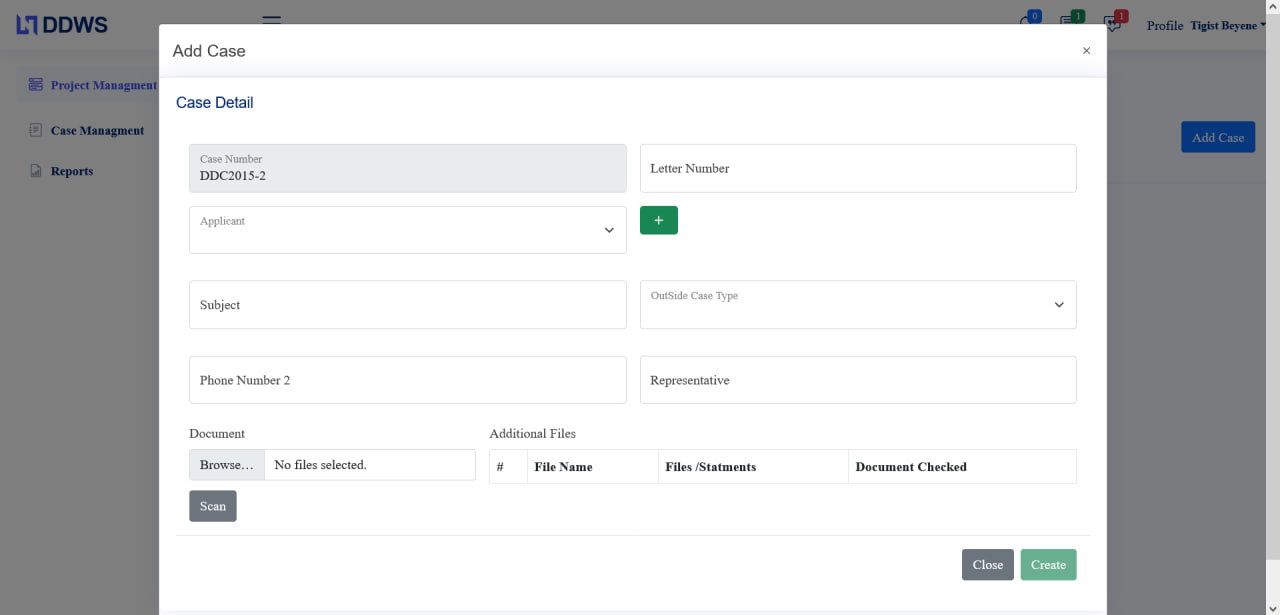 DDWS
0
1
1
Profile Tigist Beyene
Add Case
×
Project Managment
Case Detail
Case Managment
Add Case
Case Number
DDC2015-2
Letter Number
Reports
Applicant
+
Subject
OutSide Case Type
Phone Number 2
Representative
Document
Additional Files
Browse...
No files selected.
# File Name Files /Statments Document Checked
Scan
Close
Create